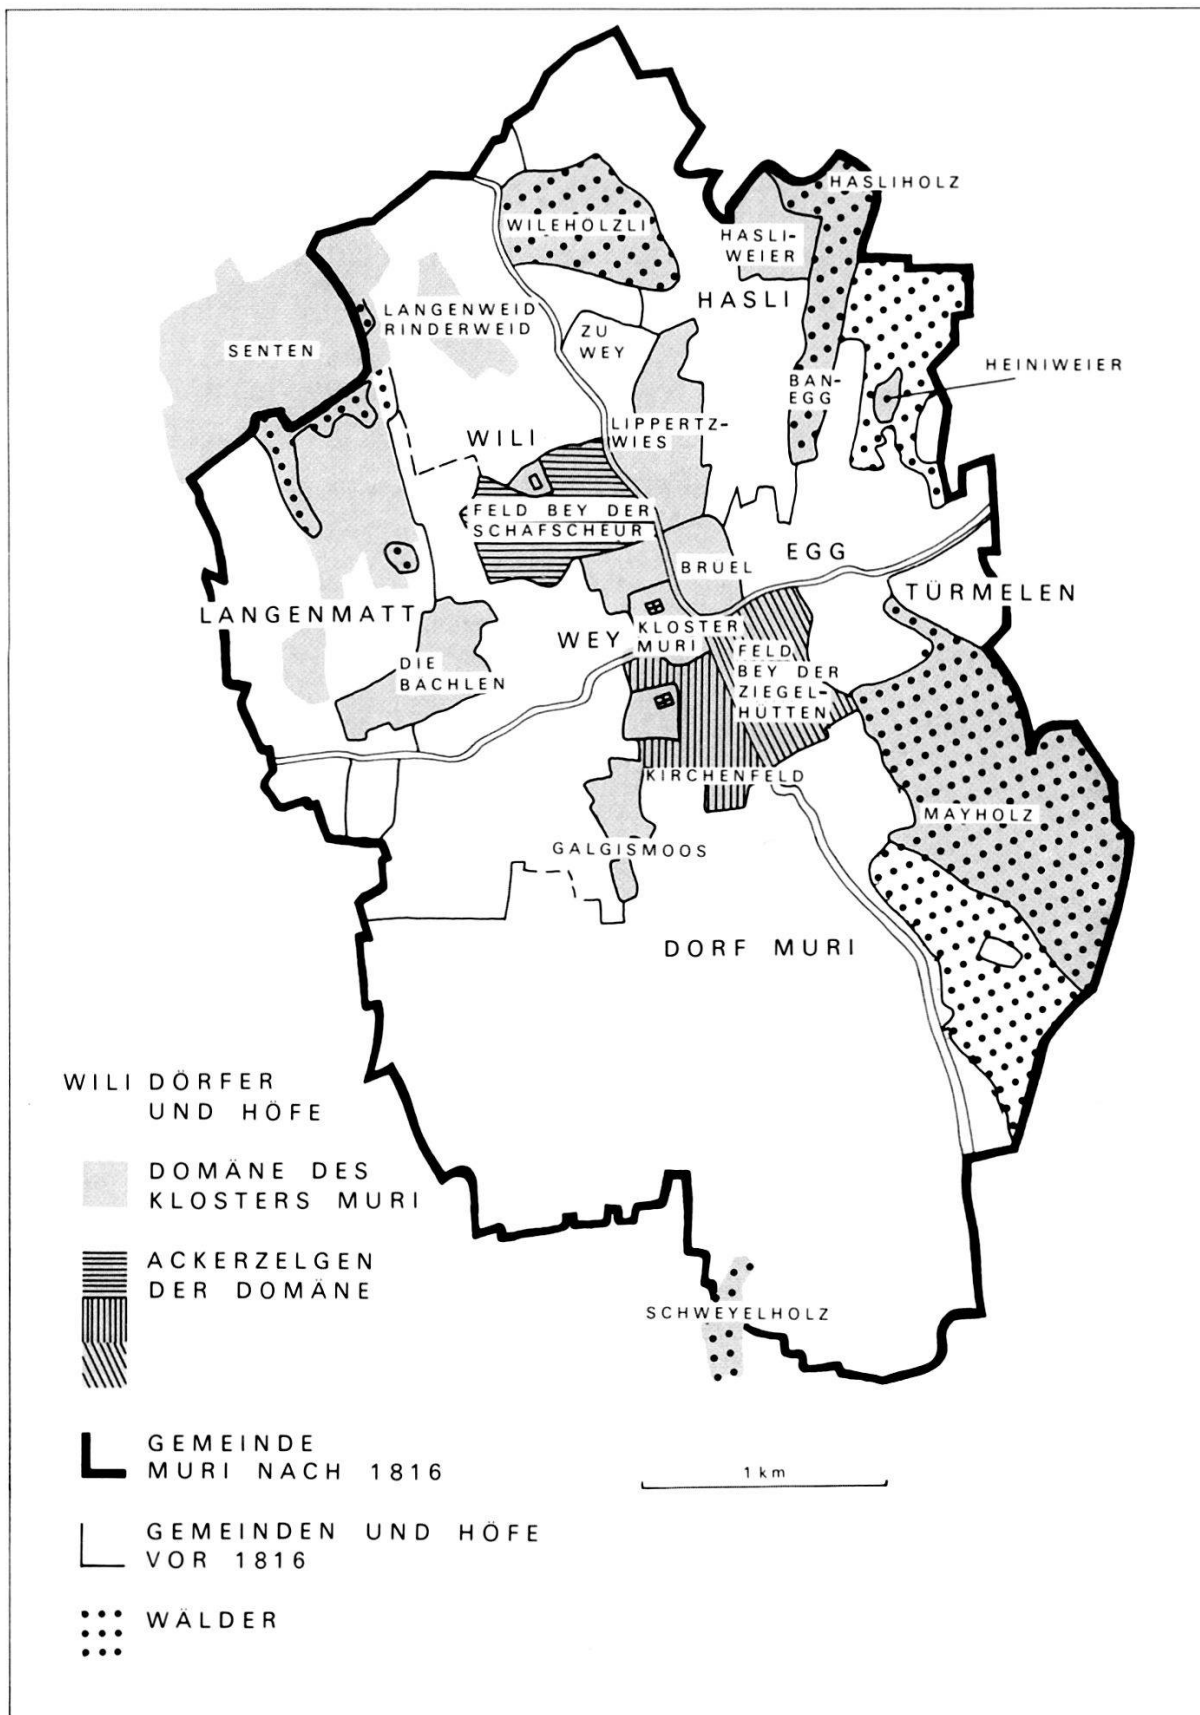 HASLIHOLZ
WILEHÖLZLI
HASLI-
WEIER
HASLI
LANGENWEID
RINDERWEID
ZU
WEY
SENTEN
HEINIWEIER
BAN-
EGG
LIPPERTZ-
WIES
WILI
FELD BEY DER
SCHAFSCHEUR
EGG
BRUEL
TÜRMELEN
LANGENMATT
WEY
KLOSTER
MURI
FELD
BEY DER
ZIEGEL-
HÜTTEN
DIE
BACHLEN
KIRCHENFELD
MAYHOLZ
GALGISMOOS
DORF MURI
SCHWEYELHOLZ
WILI DÖRFER
UND HÖFE
DOMÄNE DES
KLOSTERS MURI
ACKERZELGEN
DER DOMÄNE
GEMEINDE
MURI NACH 1816
1 km
GEMEINDEN UND HÖFE
VOR 1816
WÄLDER